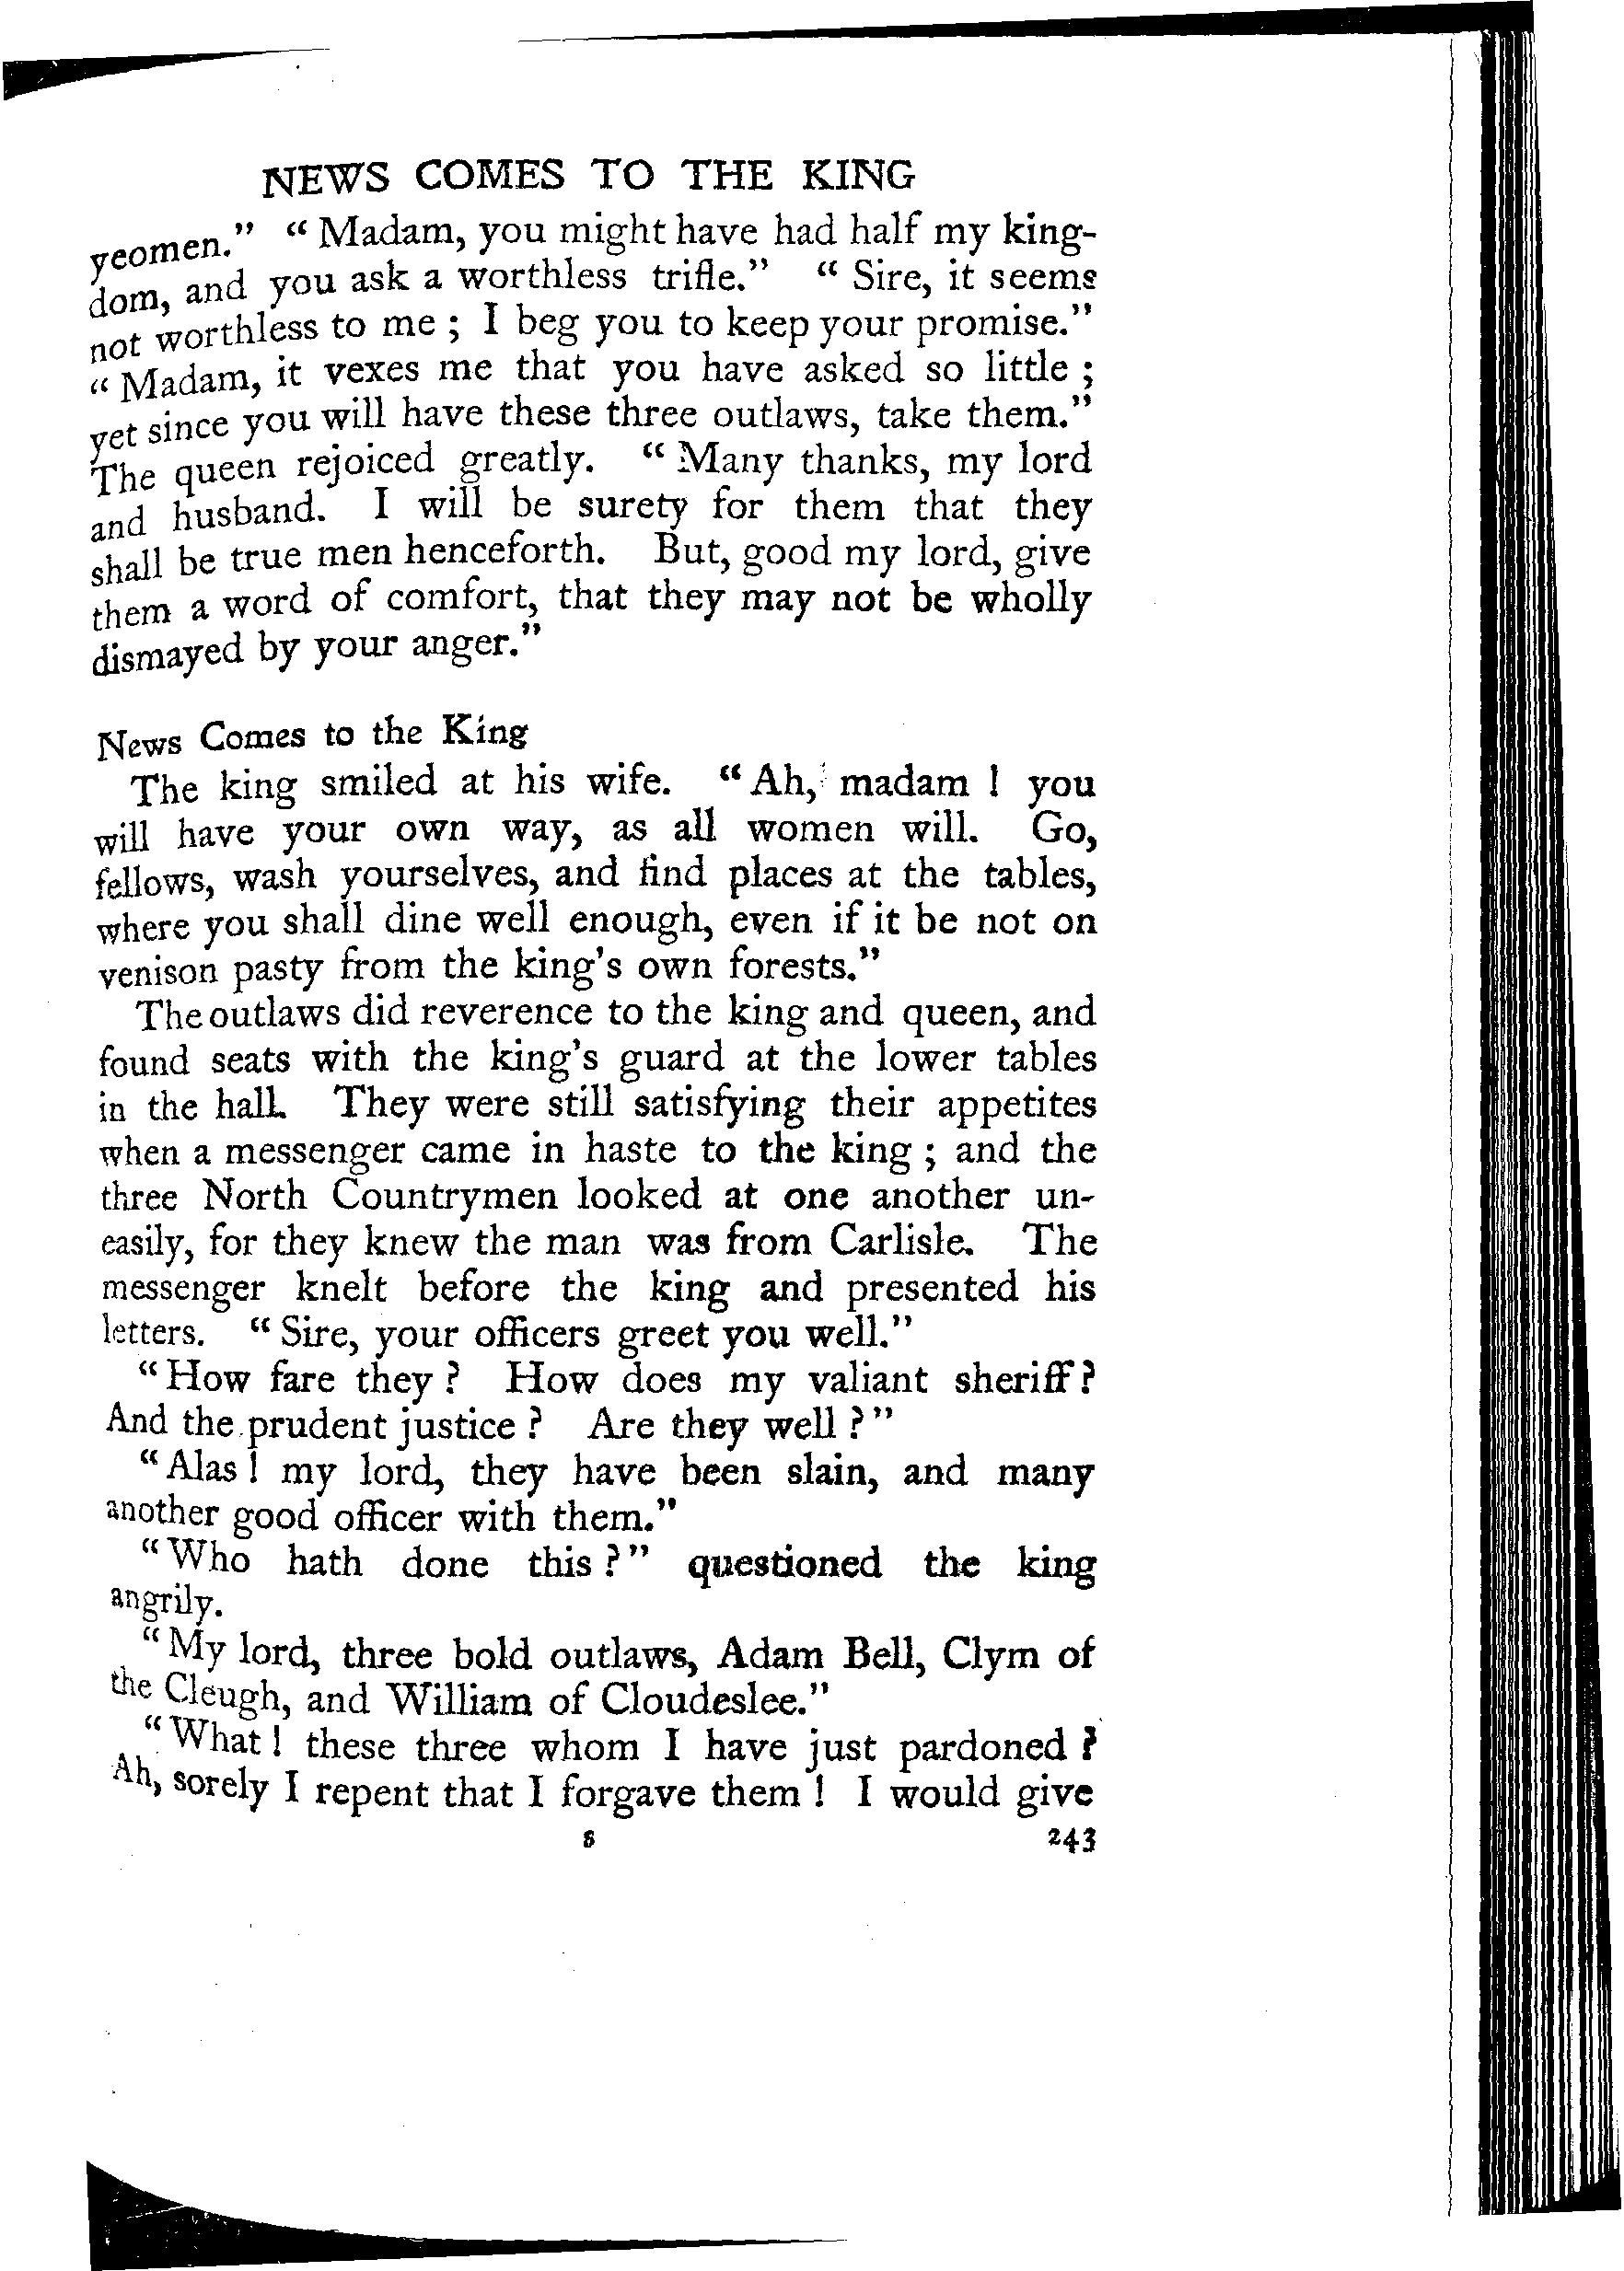 NEWS COMES TO THE KING
yeomen." "Madam, you might have had half my king-
dom, and you ask a worthless trifle." "Sire, it seems
not worthless to me; I beg you to keep your promise."
"Madam, it vexes me that you have asked so little;
yet since you will have these three outlaws, take them."
The queen rejoiced greatly. "Many thanks, my lord
and husband. I will be surety for them that they
shall be true men henceforth. But, good my lord, give
them a word of comfort, that they may not be wholly
dismayed by your anger."
News Comes to the King
The king smiled at his wife. "Ah, madam! you
will have your own way, as all women will. Go,
fellows, wash yourselves, and find places at the tables,
where you shall dine well enough, even if it be not on
venison pasty from the king's own forests."
The outlaws did reverence to the king and queen, and
found seats with the king's guard at the lower tables
in the hall. They were still satisfying their appetites
when a messenger came in haste to the king; and the
three North Countrymen looked at one another un-
easily, for they knew the man was from Carlisle. The
messenger knelt before the king and presented his
letters. "Sire, your officers greet you well."
"How fare they? How does my valiant sheriff?
And the prudent justice? Are they well?"
"Alas! my lord, they have been slain, and many
another good officer with them."
"Who hath done this?" questioned the king
angrily.
"My lord, three bold outlaws, Adam Bell, Clym of
the Cleugh, and William of Cloudeslee."
"What! these three whom I have just pardoned?
Ah, sorely I repent that I forgave them! I would give
s 243